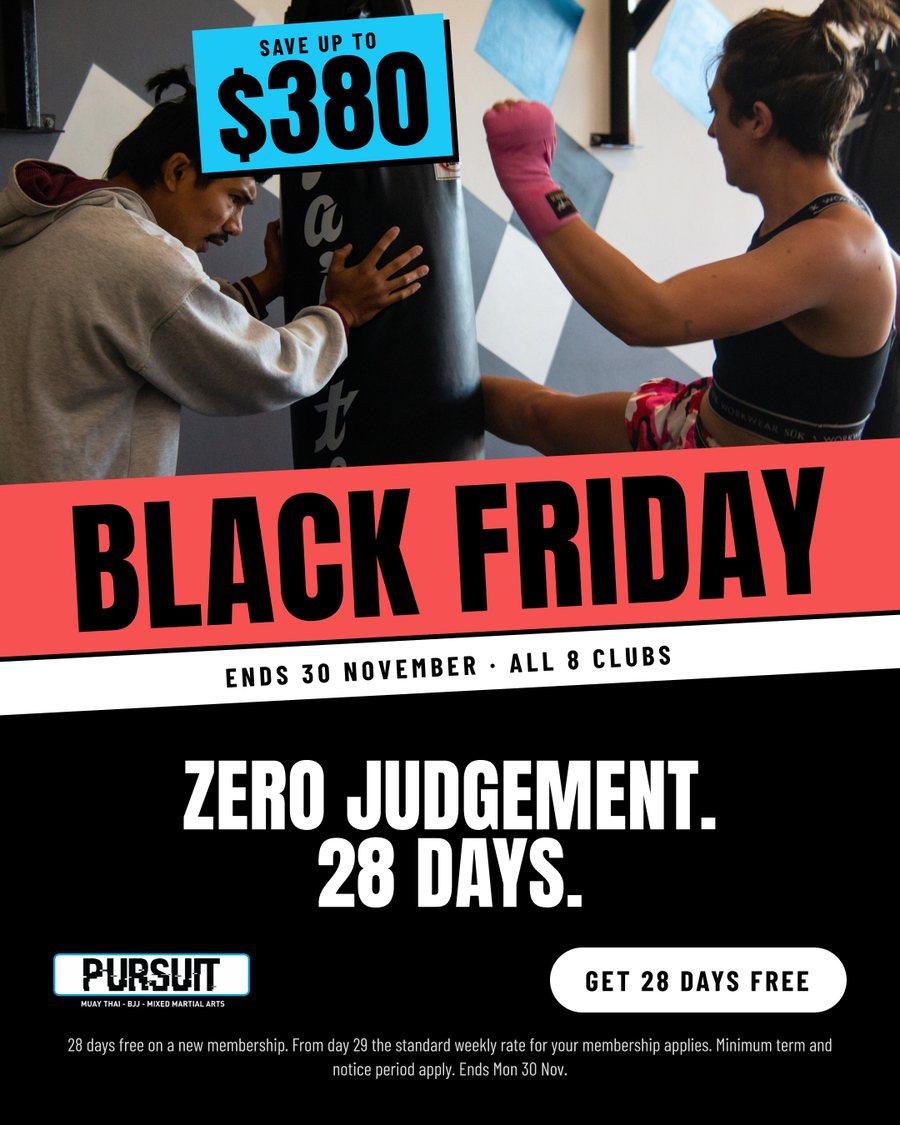 SAVE UP TO
$380
BLACK FRIDAY
ENDS 30 NOVEMBER · ALL 8 CLUBS
ZERO JUDGEMENT.
28 DAYS.
PURSUIT
MUAY THAI - BJJ - MIXED MARTIAL ARTS
GET 28 DAYS FREE
28 days free on a new membership. From day 29 the standard weekly rate for your membership applies. Minimum term and
notice period apply. Ends Mon 30 Nov.